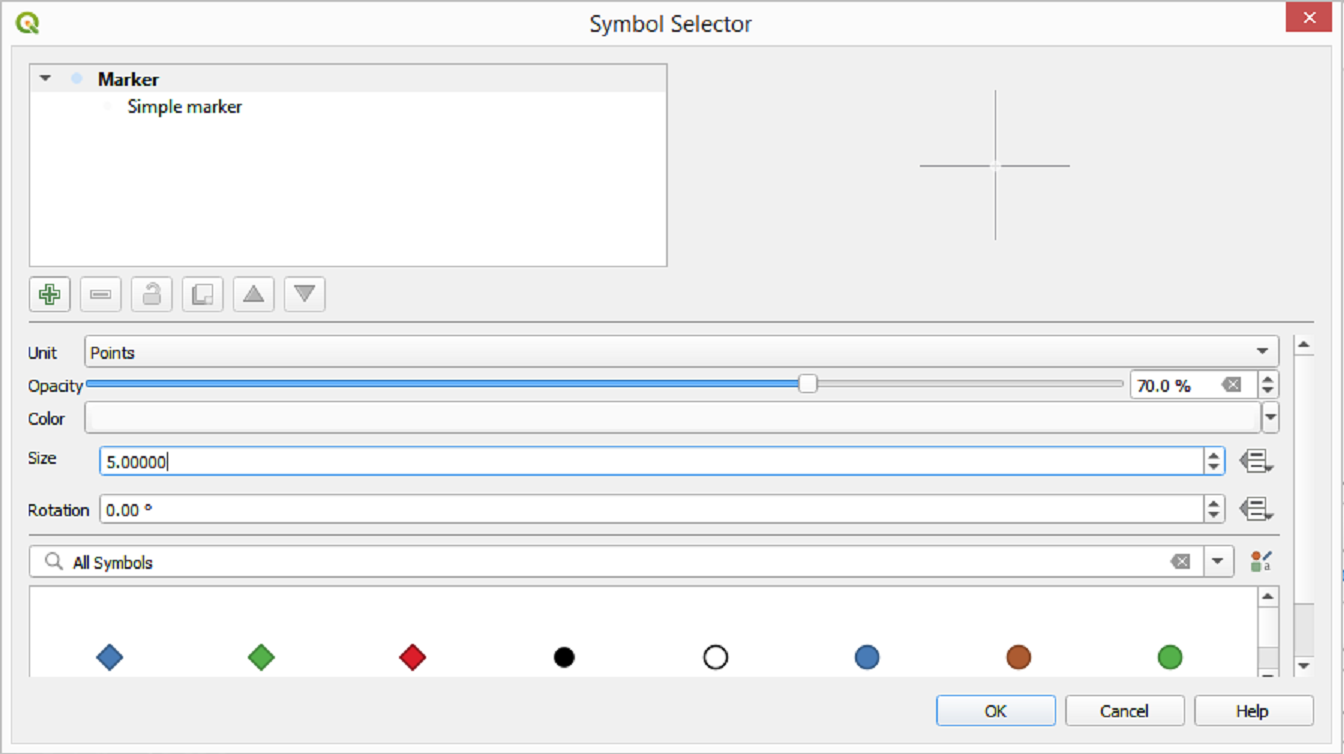 Symbol Selector
Marker
Simple marker
Unit Points
Opacity 70.0 %
Color
Size 5.00000
Rotation 0.00 °
All Symbols
OK Cancel Help